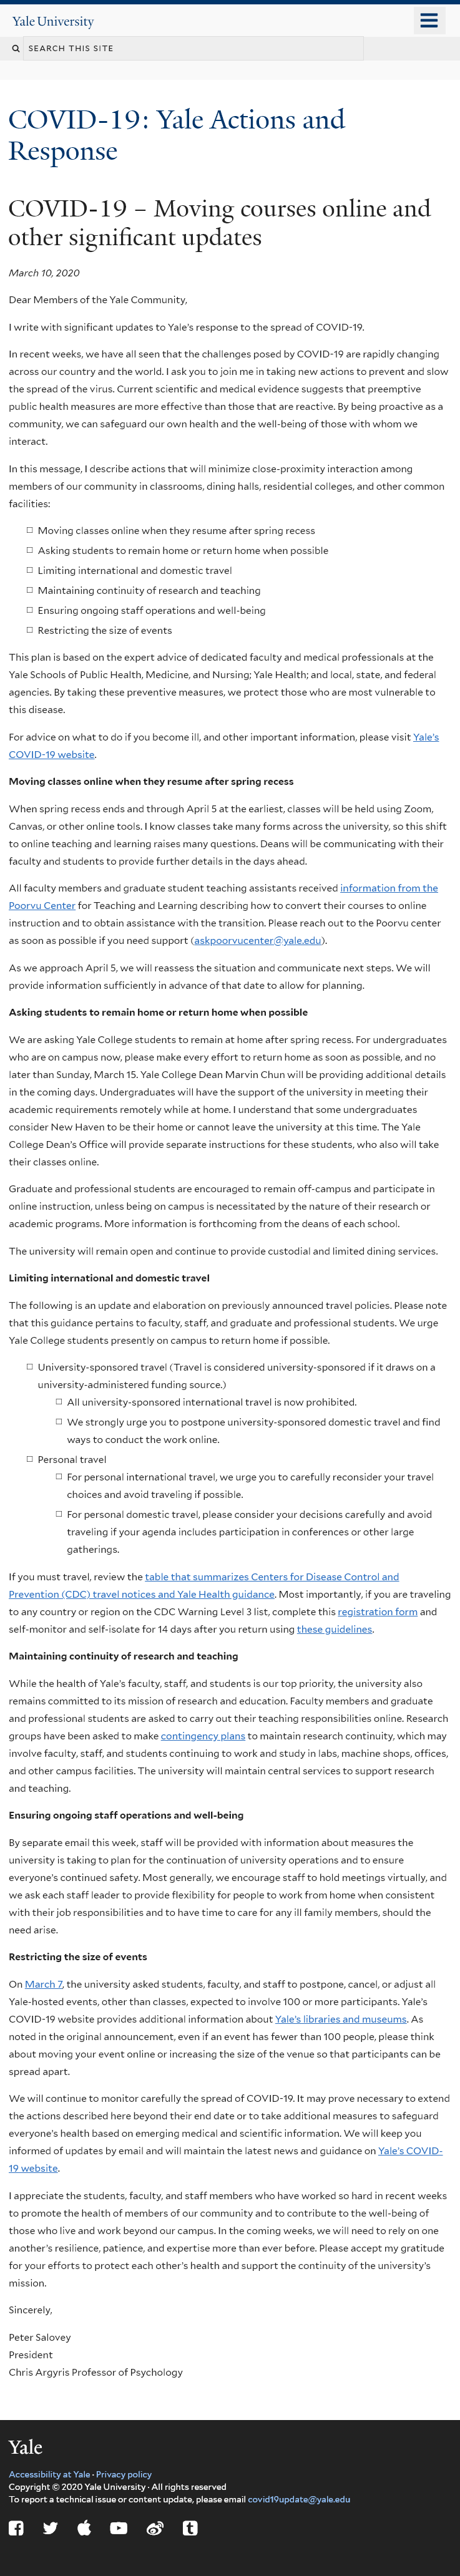 Yale University
SEARCH THIS SITE
COVID-19: Yale Actions and
Response
COVID-19 – Moving courses online and
other significant updates
March 10, 2020
Dear Members of the Yale Community,
I write with significant updates to Yale's response to the spread of COVID-19.
In recent weeks, we have all seen that the challenges posed by COVID-19 are rapidly changing
across our country and the world. I ask you to join me in taking new actions to prevent and slow
the spread of the virus. Current scientific and medical evidence suggests that preemptive
public health measures are more effective than those that are reactive. By being proactive as a
community, we can safeguard our own health and the well-being of those with whom we
interact.
In this message, I describe actions that will minimize close-proximity interaction among
members of our community in classrooms, dining halls, residential colleges, and other common
facilities:
Moving classes online when they resume after spring recess
Asking students to remain home or return home when possible
Limiting international and domestic travel
Maintaining continuity of research and teaching
Ensuring ongoing staff operations and well-being
Restricting the size of events
This plan is based on the expert advice of dedicated faculty and medical professionals at the
Yale Schools of Public Health, Medicine, and Nursing; Yale Health; and local, state, and federal
agencies. By taking these preventive measures, we protect those who are most vulnerable to
this disease.
For advice on what to do if you become ill, and other important information, please visit Yale's
COVID-19 website.
Moving classes online when they resume after spring recess
When spring recess ends and through April 5 at the earliest, classes will be held using Zoom,
Canvas, or other online tools. I know classes take many forms across the university, so this shift
to online teaching and learning raises many questions. Deans will be communicating with their
faculty and students to provide further details in the days ahead.
All faculty members and graduate student teaching assistants received information from the
Poorvu Center for Teaching and Learning describing how to convert their courses to online
instruction and to obtain assistance with the transition. Please reach out to the Poorvu center
as soon as possible if you need support (askpoorvucenter@yale.edu).
As we approach April 5, we will reassess the situation and communicate next steps. We will
provide information sufficiently in advance of that date to allow for planning.
Asking students to remain home or return home when possible
We are asking Yale College students to remain at home after spring recess. For undergraduates
who are on campus now, please make every effort to return home as soon as possible, and no
later than Sunday, March 15. Yale College Dean Marvin Chun will be providing additional details
in the coming days. Undergraduates will have the support of the university in meeting their
academic requirements remotely while at home. I understand that some undergraduates
consider New Haven to be their home or cannot leave the university at this time. The Yale
College Dean's Office will provide separate instructions for these students, who also will take
their classes online.
Graduate and professional students are encouraged to remain off-campus and participate in
online instruction, unless being on campus is necessitated by the nature of their research or
academic programs. More information is forthcoming from the deans of each school.
The university will remain open and continue to provide custodial and limited dining services.
Limiting international and domestic travel
The following is an update and elaboration on previously announced travel policies. Please note
that this guidance pertains to faculty, staff, and graduate and professional students. We urge
Yale College students presently on campus to return home if possible.
University-sponsored travel (Travel is considered university-sponsored if it draws on a
university-administered funding source.)
All university-sponsored international travel is now prohibited.
We strongly urge you to postpone university-sponsored domestic travel and find
ways to conduct the work online.
Personal travel
For personal international travel, we urge you to carefully reconsider your travel
choices and avoid traveling if possible.
For personal domestic travel, please consider your decisions carefully and avoid
traveling if your agenda includes participation in conferences or other large
gatherings.
If you must travel, review the table that summarizes Centers for Disease Control and
Prevention (CDC) travel notices and Yale Health guidance. Most importantly, if you are traveling
to any country or region on the CDC Warning Level 3 list, complete this registration form and
self-monitor and self-isolate for 14 days after you return using these guidelines.
Maintaining continuity of research and teaching
While the health of Yale's faculty, staff, and students is our top priority, the university also
remains committed to its mission of research and education. Faculty members and graduate
and professional students are asked to carry out their teaching responsibilities online. Research
groups have been asked to make contingency plans to maintain research continuity, which may
involve faculty, staff, and students continuing to work and study in labs, machine shops, offices,
and other campus facilities. The university will maintain central services to support research
and teaching.
Ensuring ongoing staff operations and well-being
By separate email this week, staff will be provided with information about measures the
university is taking to plan for the continuation of university operations and to ensure
everyone's continued safety. Most generally, we encourage staff to hold meetings virtually, and
we ask each staff leader to provide flexibility for people to work from home when consistent
with their job responsibilities and to have time to care for any ill family members, should the
need arise.
Restricting the size of events
On March 7, the university asked students, faculty, and staff to postpone, cancel, or adjust all
Yale-hosted events, other than classes, expected to involve 100 or more participants. Yale's
COVID-19 website provides additional information about Yale's libraries and museums. As
noted in the original announcement, even if an event has fewer than 100 people, please think
about moving your event online or increasing the size of the venue so that participants can be
spread apart.
We will continue to monitor carefully the spread of COVID-19. It may prove necessary to extend
the actions described here beyond their end date or to take additional measures to safeguard
everyone's health based on emerging medical and scientific information. We will keep you
informed of updates by email and will maintain the latest news and guidance on Yale's COVID-
19 website.
I appreciate the students, faculty, and staff members who have worked so hard in recent weeks
to promote the health of members of our community and to contribute to the well-being of
those who live and work beyond our campus. In the coming weeks, we will need to rely on one
another's resilience, patience, and expertise more than ever before. Please accept my gratitude
for your efforts to protect each other's health and support the continuity of the university's
mission.
Sincerely,
Peter Salovey
President
Chris Argyris Professor of Psychology
Yale
Accessibility at Yale · Privacy policy
Copyright © 2020 Yale University · All rights reserved
To report a technical issue or content update, please email covid19update@yale.edu